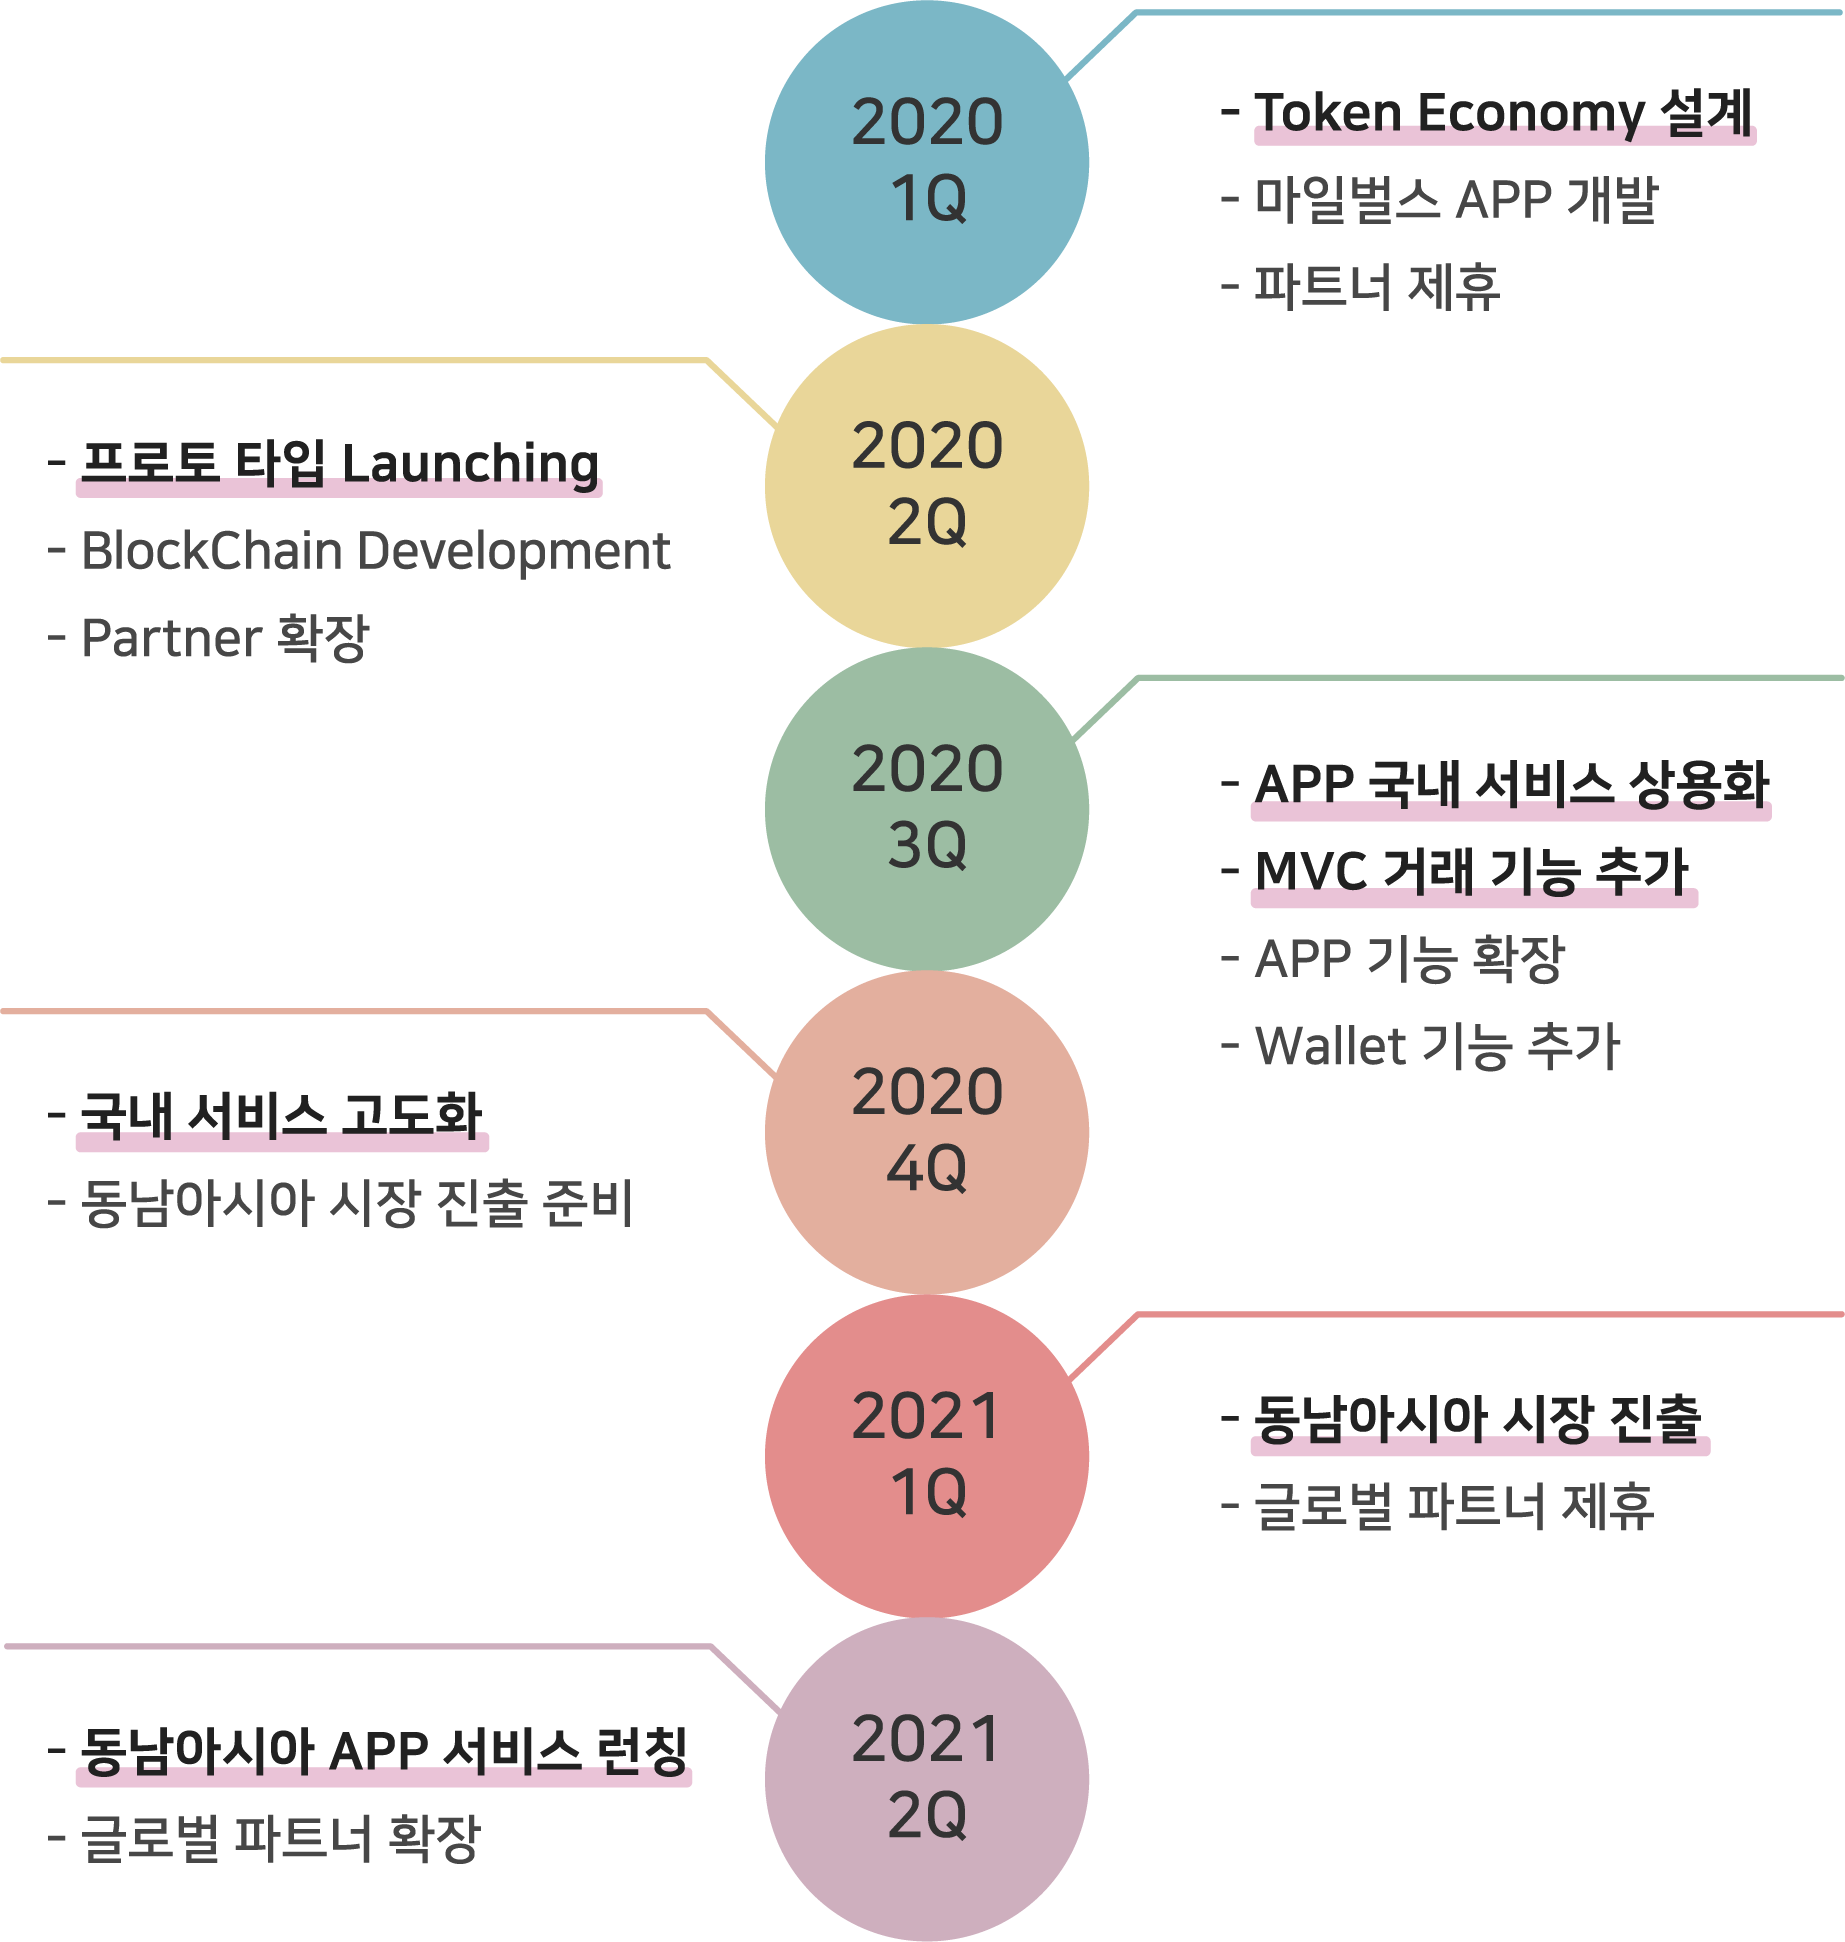 2020
1Q
- Token Economy 설계
- 마일벌스 APP 개발
- 파트너 제휴
2020
2Q
- 프로토 타입 Launching
- BlockChain Development
- Partner 확장
2020
3Q
- APP 국내 서비스 상용화
- MVC 거래 기능 추가
- APP 기능 확장
- Wallet 기능 추가
2020
4Q
- 국내 서비스 고도화
- 동남아시아 시장 진출 준비
2021
1Q
- 동남아시아 시장 진출
- 글로벌 파트너 제휴
2021
2Q
- 동남아시아 APP 서비스 런칭
- 글로벌 파트너 확장